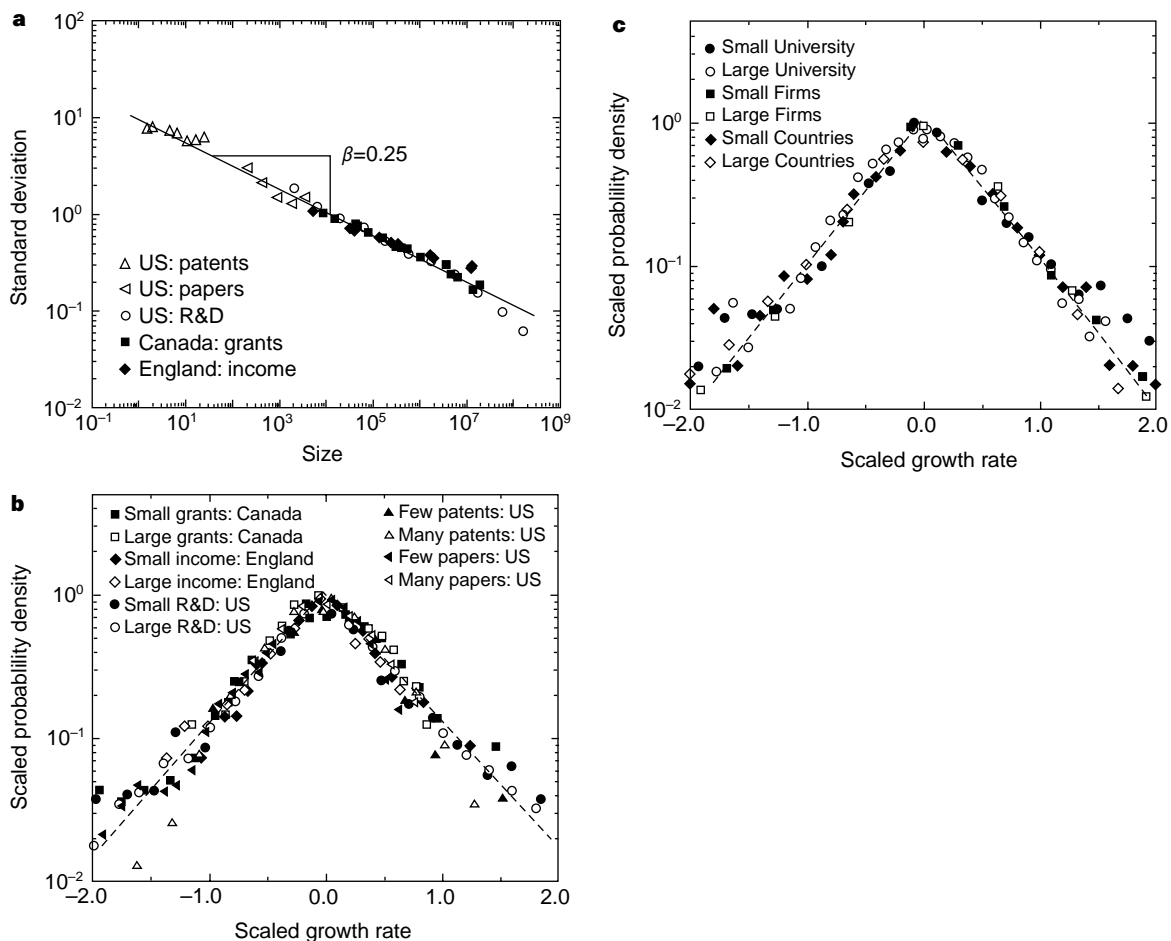 a
10^2
10^1
10^0
10^–1
10^–2
Standard deviation
β=0.25
US: patents
US: papers
US: R&D
Canada: grants
England: income
10^–1
10^1
10^3
10^5
10^7
10^9
Size
b
10^0
10^–1
10^–2
Scaled probability density
Small grants: Canada
Large grants: Canada
Small income: England
Large income: England
Small R&D: US
Large R&D: US
Few patents: US
Many patents: US
Few papers: US
Many papers: US
–2.0
–1.0
0.0
1.0
2.0
Scaled growth rate
c
10^0
10^–1
10^–2
Scaled probablility density
Small University
Large University
Small Firms
Large Firms
Small Countries
Large Countries
–2.0
–1.0
0.0
1.0
2.0
Scaled growth rate